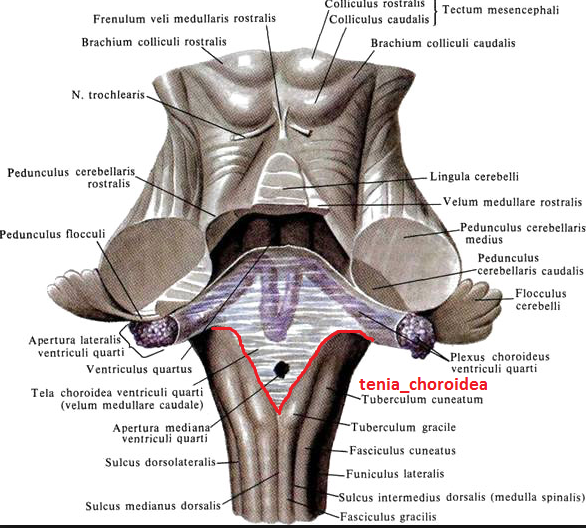 Colliculus rostralis
Colliculus caudalis
Tectum mesencephali
Frenulum veli medullaris rostralis
Brachium colliculi rostralis
Brachium colliculi caudalis
N. trochlearis
Pedunculus cerebellaris
rostralis
Lingula cerebelli
Velum medullare rostralis
Pedunculus flocculi
Pedunculus cerebellaris
medius
Pedunculus
cerebellaris caudalis
Flocculus
cerebelli
Apertura lateralis
ventriculi quarti
Ventriculus quartus
Plexus choroideus
ventriculi quarti
tenia_choroidea
Tela choroidea ventriculi quarti
(velum medullare caudale)
Tuberculum cuneatum
Apertura mediana
ventriculi quarti
Tuberculum gracile
Fasciculus cuneatus
Sulcus dorsolateralis
Funiculus lateralis
Sulcus medianus dorsalis
Sulcus intermedius dorsalis (medulla spinalis)
Fasciculus gracilis